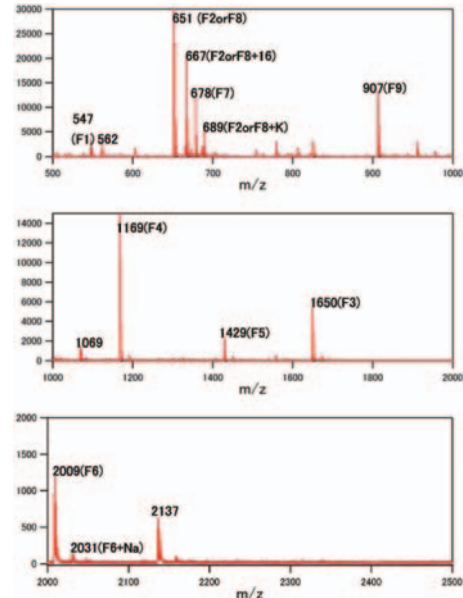 30000
25000
20000
15000
10000
5000
0
651 (F2orF8)
667(F2orF8+16)
678(F7)
689(F2orF8+K)
547
(F1) 562
907(F9)
500 600 700 800 900 1000
m/z
14000
12000
10000
8000
6000
4000
2000
0
1169(F4)
1069
1429(F5)
1650(F3)
1000 1200 1400 1600 1800 2000
m/z
2000
1500
1000
500
0
2009(F6)
2031(F6+Na)
2137
2000 2100 2200 2300 2400 2500
m/z